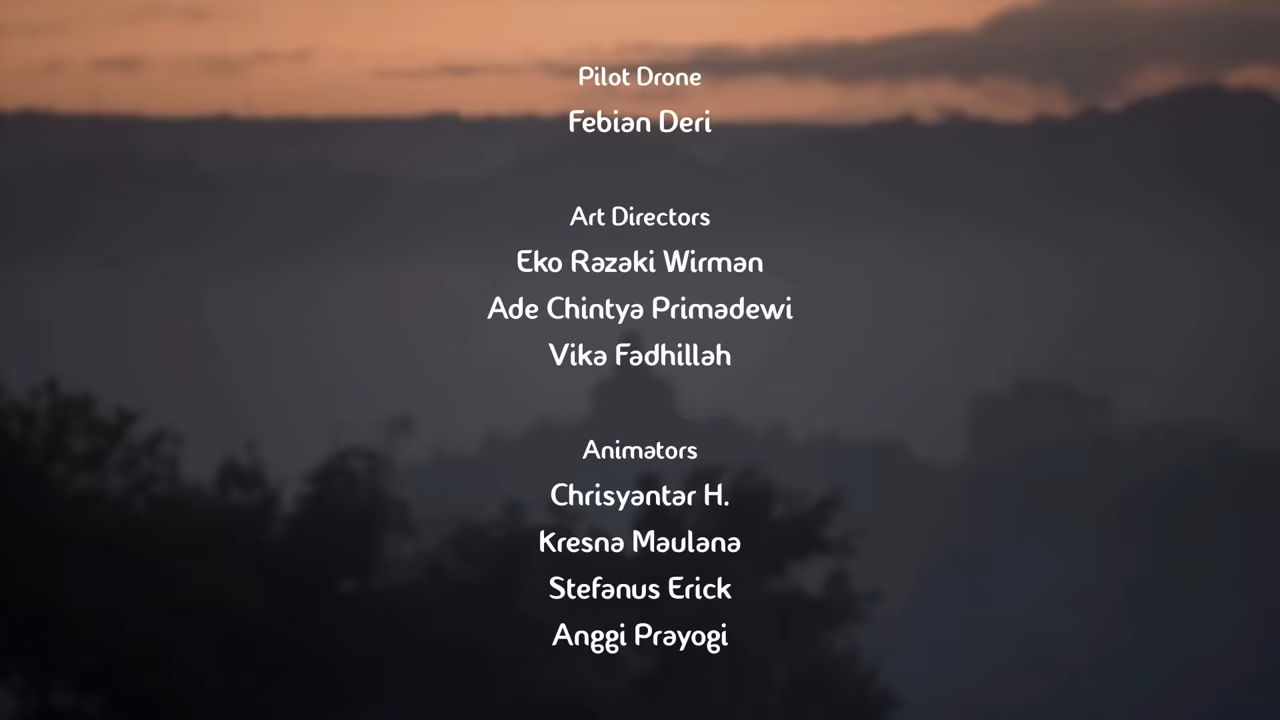 Pilot Drone
Febian Deri
Art Directors
Eko Razaki Wirman
Ade Chintya Primadewi
Vika Fadhillah
Animators
Chrisyantar H.
Kresna Maulana
Stefanus Erick
Anggi Prayogi